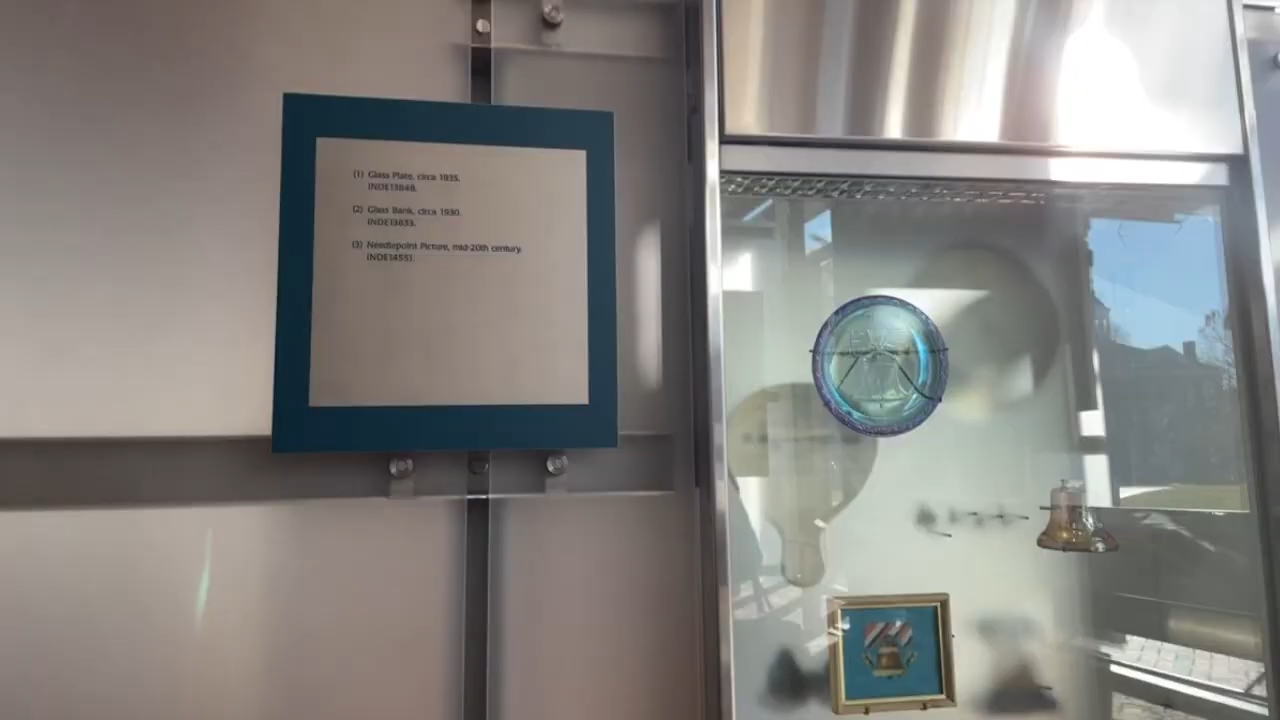 (1) Glass Plate, circa 1935.
INDE13848.
(2) Glass Bank, circa 1930.
INDE13833.
(3) Needlepoint Picture, mid-20th century.
INDE14551.